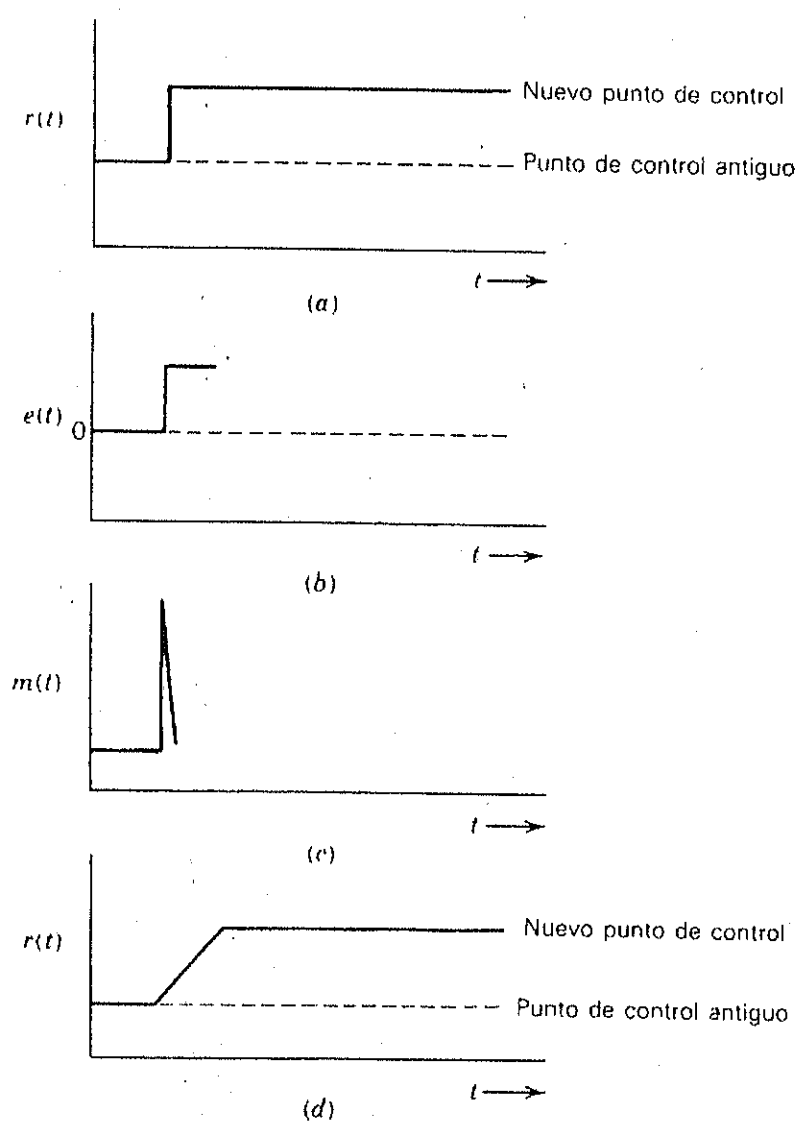 Nuevo punto de control
r(t)
Punto de control antiguo
t
(a)
e(t)
0
t
(b)
m(t)
t
(c)
Nuevo punto de control
r(t)
Punto de control antiguo
t
(d)